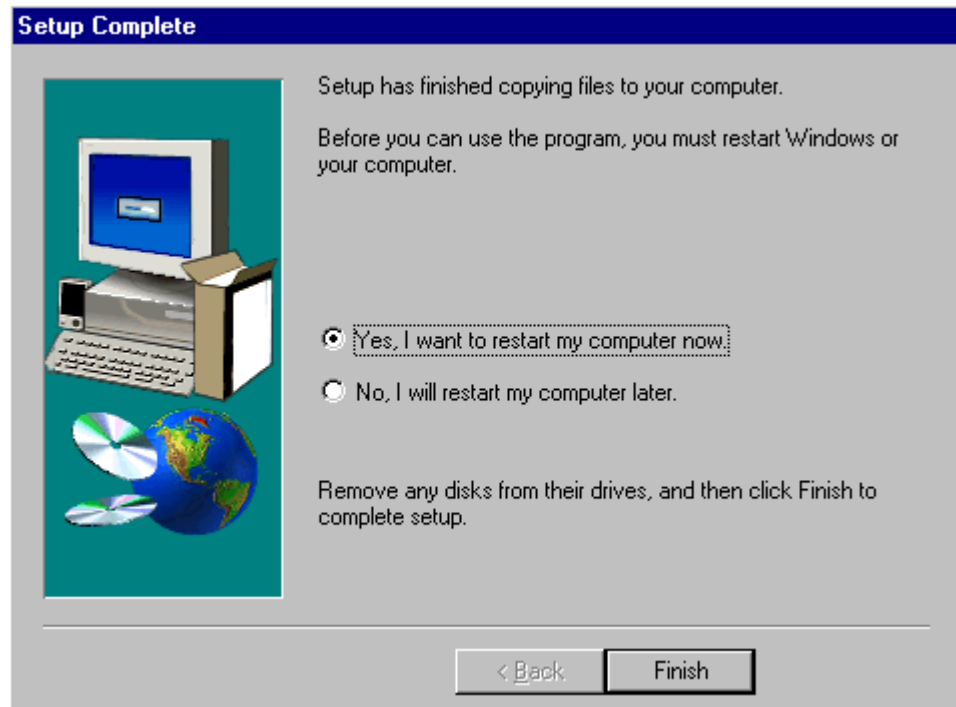 Setup Complete
Setup has finished copying files to your computer.
Before you can use the program, you must restart Windows or
your computer.
Yes, I want to restart my computer now.
No, I will restart my computer later.
Remove any disks from their drives, and then click Finish to
complete setup.
< Back
Finish